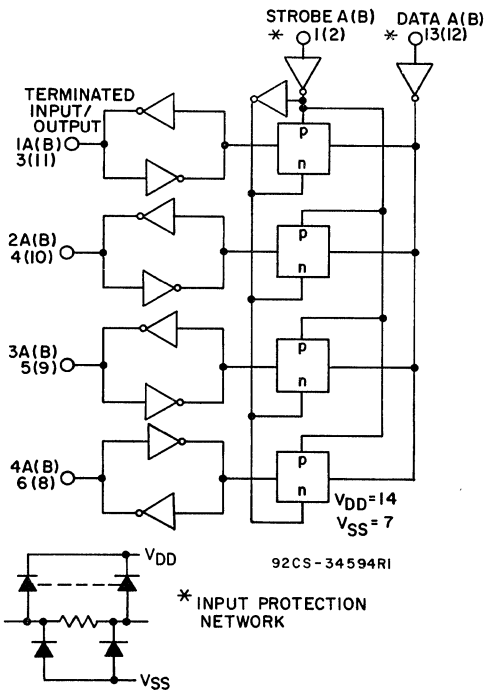 STROBE A(B)
* 1(2)
DATA A(B)
* 13(12)
TERMINATED
INPUT/
OUTPUT
1A(B)
3(11)
p
n
2A(B)
4(10)
p
n
3A(B)
5(9)
p
n
4A(B)
6(8)
p
n
VDD=14
VSS=7
92CS-34594R1
VDD
* INPUT PROTECTION
NETWORK
VSS